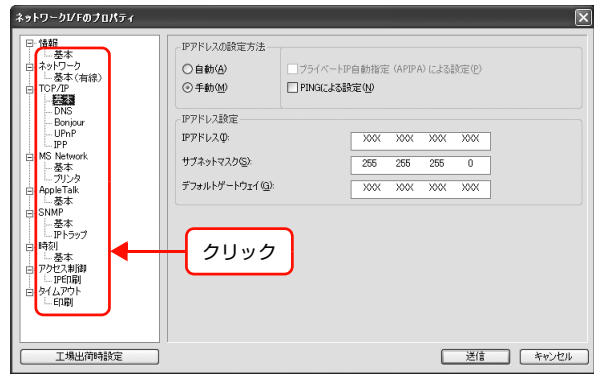 ネットワークI/Fのプロパティ
情報
基本
ネットワーク
基本(有線)
TCP/IP
基本
DNS
Bonjour
UPnP
IPP
MS Network
基本
プリンタ
AppleTalk
基本
SNMP
基本
IPトラップ
時刻
基本
アクセス制御
IP印刷
タイムアウト
印刷
IPアドレスの設定方法
自動(A)
プライベートIP自動指定 (APIPA) による設定(P)
手動(M)
PINGによる設定(N)
IPアドレス設定
IPアドレス(I):
XXX XXX XXX XXX
サブネットマスク(S):
255 255 255 0
デフォルトゲートウェイ(G):
XXX XXX XXX XXX
クリック
工場出荷時設定
送信
キャンセル